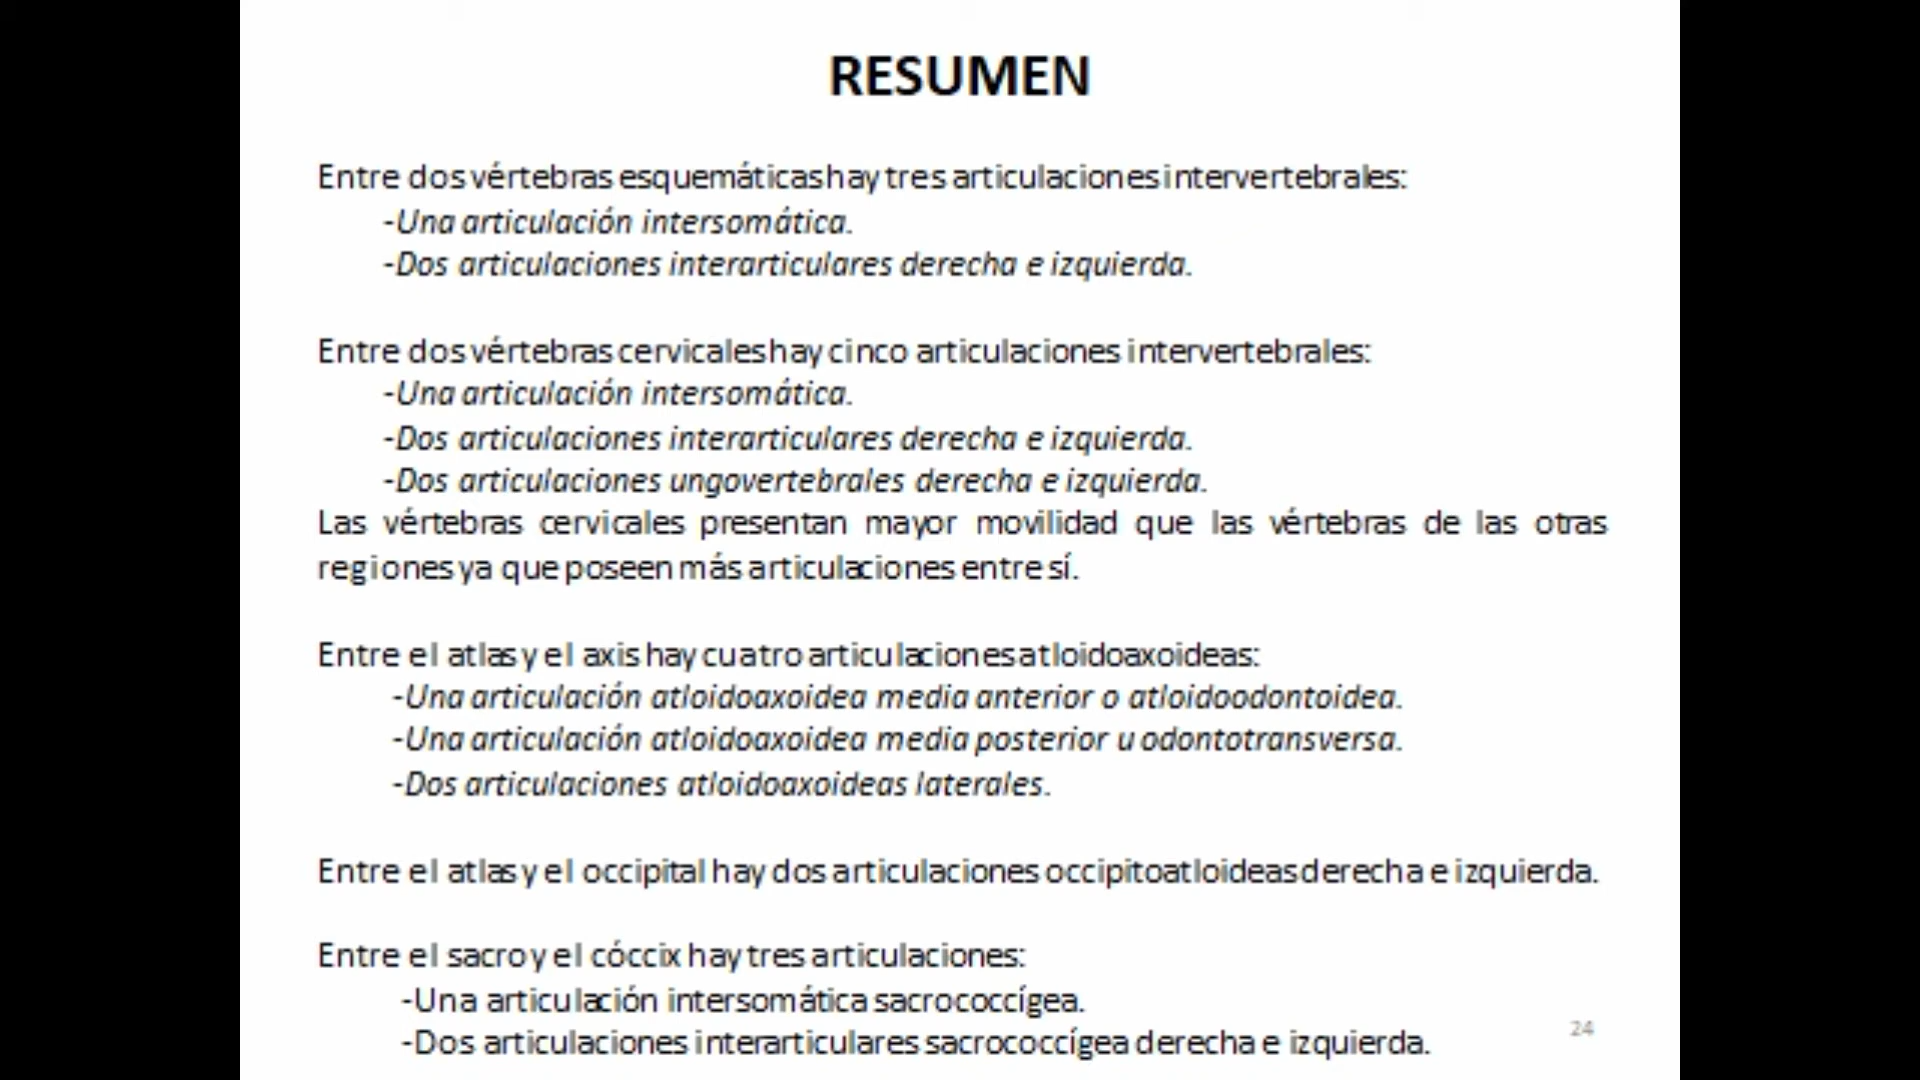 RESUMEN
Entre dos vértebras esquemáticas hay tres articulaciones intervertebrales:
-Una articulación intersomática.
-Dos articulaciones interarticulares derecha e izquierda.
Entre dos vértebras cervicales hay cinco articulaciones intervertebrales:
-Una articulación intersomática.
-Dos articulaciones interarticulares derecha e izquierda.
-Dos articulaciones ungovertebrales derecha e izquierda.
Las vértebras cervicales presentan mayor movilidad que las vértebras de las otras
regiones ya que poseen más articulaciones entre sí.
Entre el atlas y el axis hay cuatro articulaciones atloidoaxoideas:
-Una articulación atloidoaxoidea media anterior o atloidoodontoidea.
-Una articulación atloidoaxoidea media posterior u odontotransversa.
-Dos articulaciones atloidoaxoideas laterales.
Entre el atlas y el occipital hay dos articulaciones occipitoatloideas derecha e izquierda.
Entre el sacro y el cóccix hay tres articulaciones:
-Una articulación intersomática sacrococcígea.
-Dos articulaciones interarticulares sacrococcígea derecha e izquierda.
24